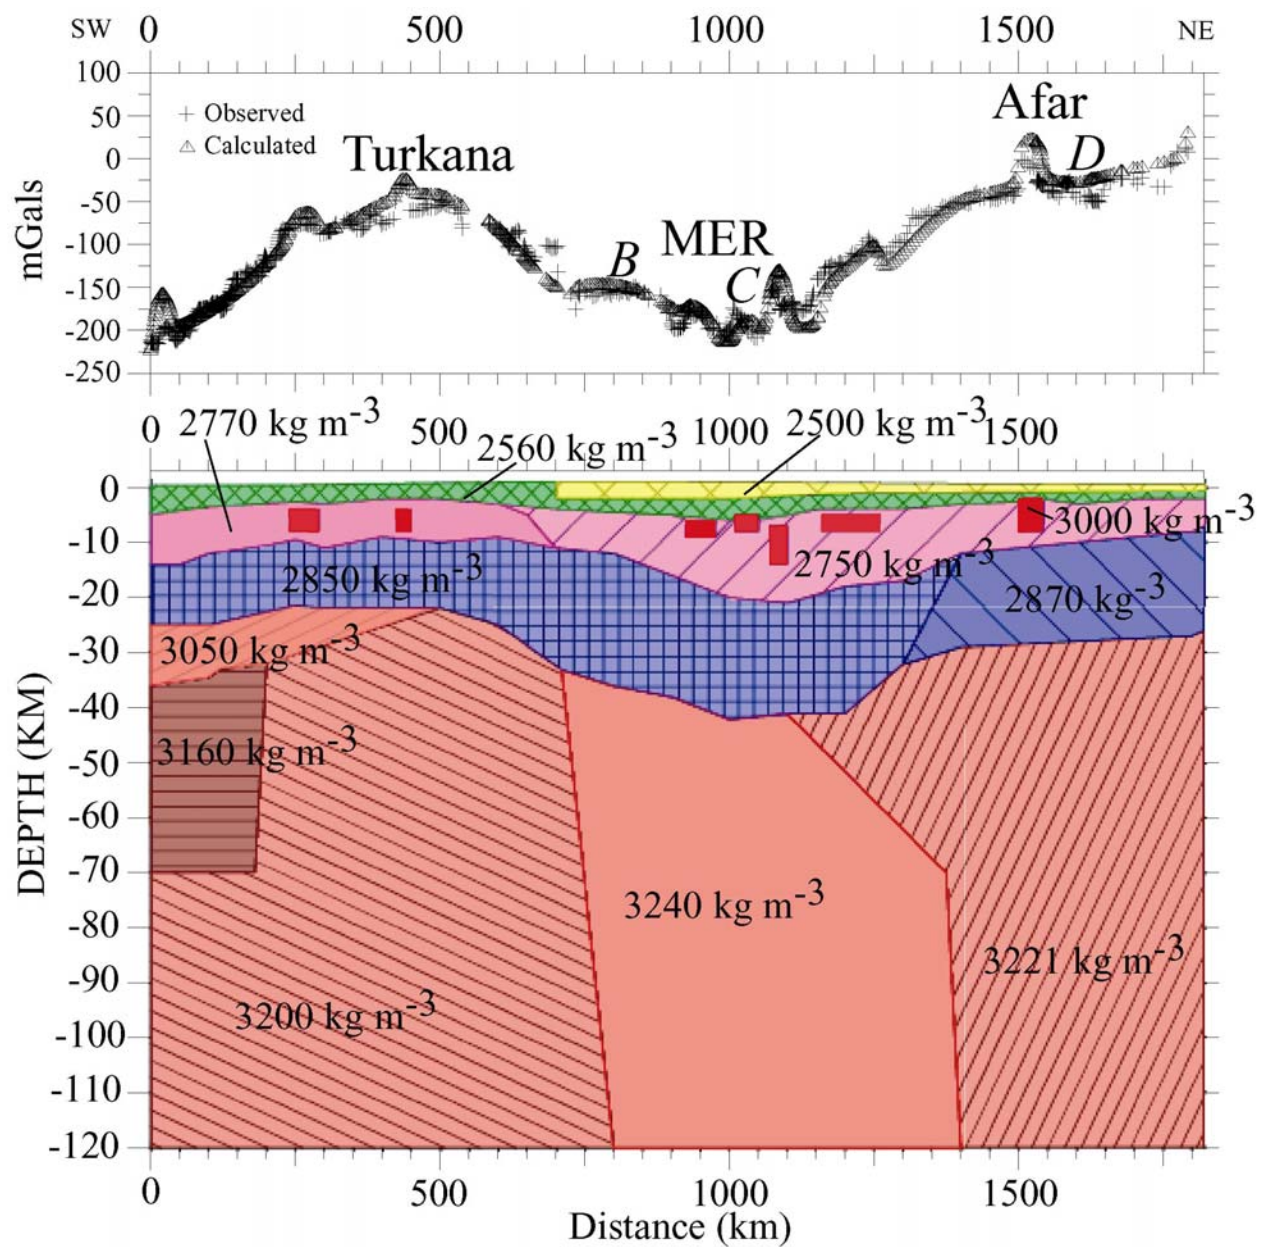 SW 0 500 1000 1500 NE
100
50
0
-50
-100
-150
-200
-250
mGals
+ Observed
△ Calculated
Turkana
B
MER
C
Afar
D
0 500 1000 1500
2770 kg m-3
2560 kg m-3
2500 kg m-3
0
-10
-20
-30
-40
-50
-60
-70
-80
-90
-100
-110
-120
DEPTH (KM)
3000 kg m-3
2750 kg m-3
2850 kg m-3
2870 kg-3
3050 kg m-3
3160 kg m-3
3240 kg m-3
3221 kg m-3
3200 kg m-3
0 500 1000 1500
Distance (km)